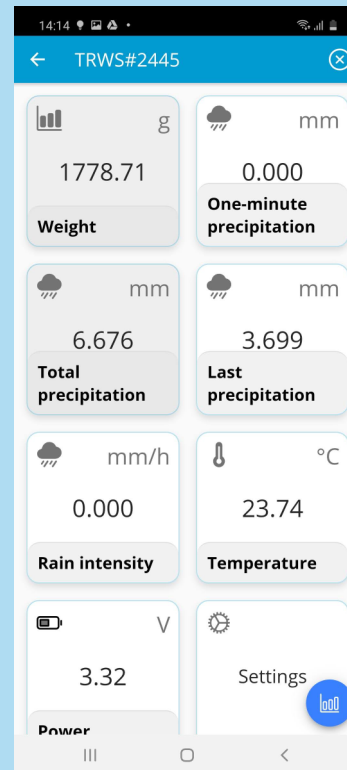 14:14
TRWS#2445
g
mm
1778.71
0.000
Weight
One-minute
precipitation
mm
mm
6.676
3.699
Total
precipitation
Last
precipitation
mm/h
°C
0.000
23.74
Rain intensity
Temperature
V
3.32
Settings
Power